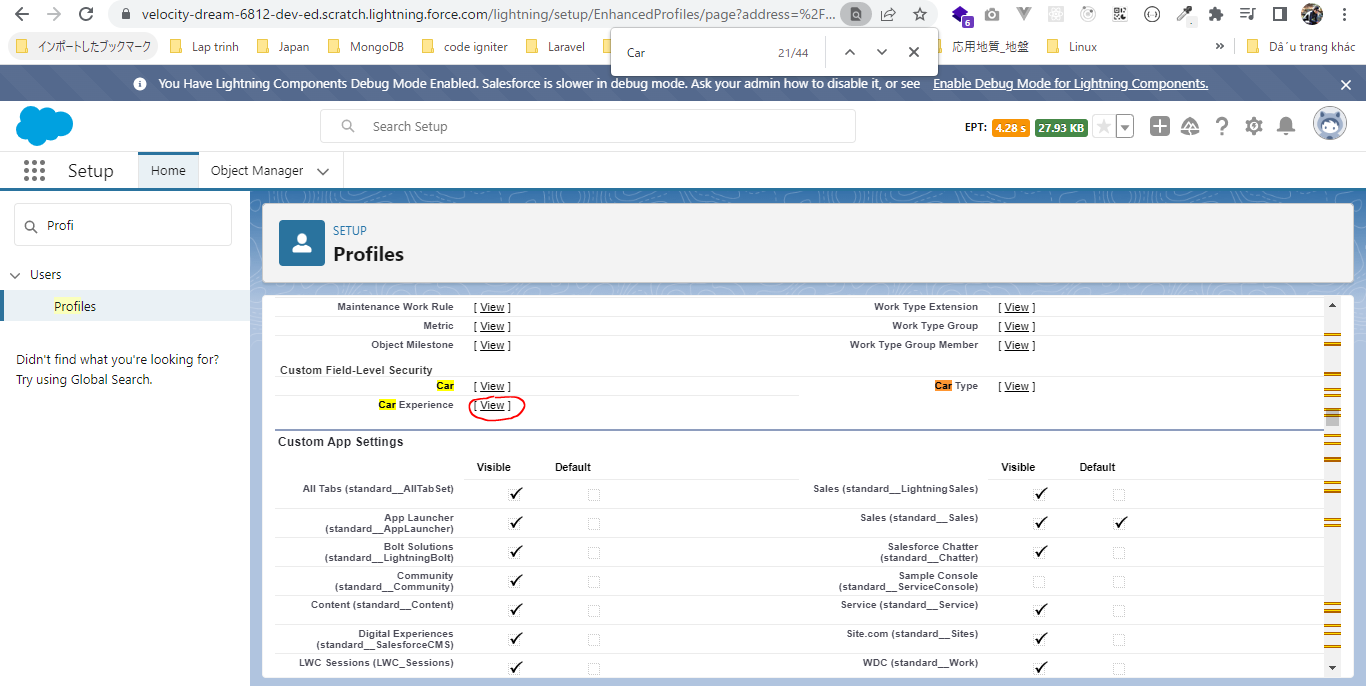 velocity-dream-6812-dev-ed.scratch.lightning.force.com/lightning/setup/EnhancedProfiles/page?address=%2F...
6
インポートしたブックマーク Lap trinh Japan MongoDB code igniter Laravel 応用地質_地盤 Linux » Dấu trang khác
Car 21/44
You Have Lightning Components Debug Mode Enabled. Salesforce is slower in debug mode. Ask your admin how to disable it, or see Enable Debug Mode for Lightning Components.
Search Setup
EPT: 4.28 s 27.93 KB
Setup Home Object Manager
Profi
Users
Profiles
Didn't find what you're looking for?
Try using Global Search.
SETUP
Profiles
Maintenance Work Rule [ View ] Work Type Extension [ View ]
Metric [ View ] Work Type Group [ View ]
Object Milestone [ View ] Work Type Group Member [ View ]
Custom Field-Level Security
Car [ View ] Car Type [ View ]
Car Experience [ View ]
Custom App Settings
Visible Default Visible Default
All Tabs (standard__AllTabSet) Sales (standard__LightningSales)
App Launcher (standard__AppLauncher) Sales (standard__Sales)
Bolt Solutions (standard__LightningBolt) Salesforce Chatter (standard__Chatter)
Community (standard__Community) Sample Console (standard__ServiceConsole)
Content (standard__Content) Service (standard__Service)
Digital Experiences (standard__SalesforceCMS) Site.com (standard__Sites)
LWC Sessions (LWC_Sessions) WDC (standard__Work)